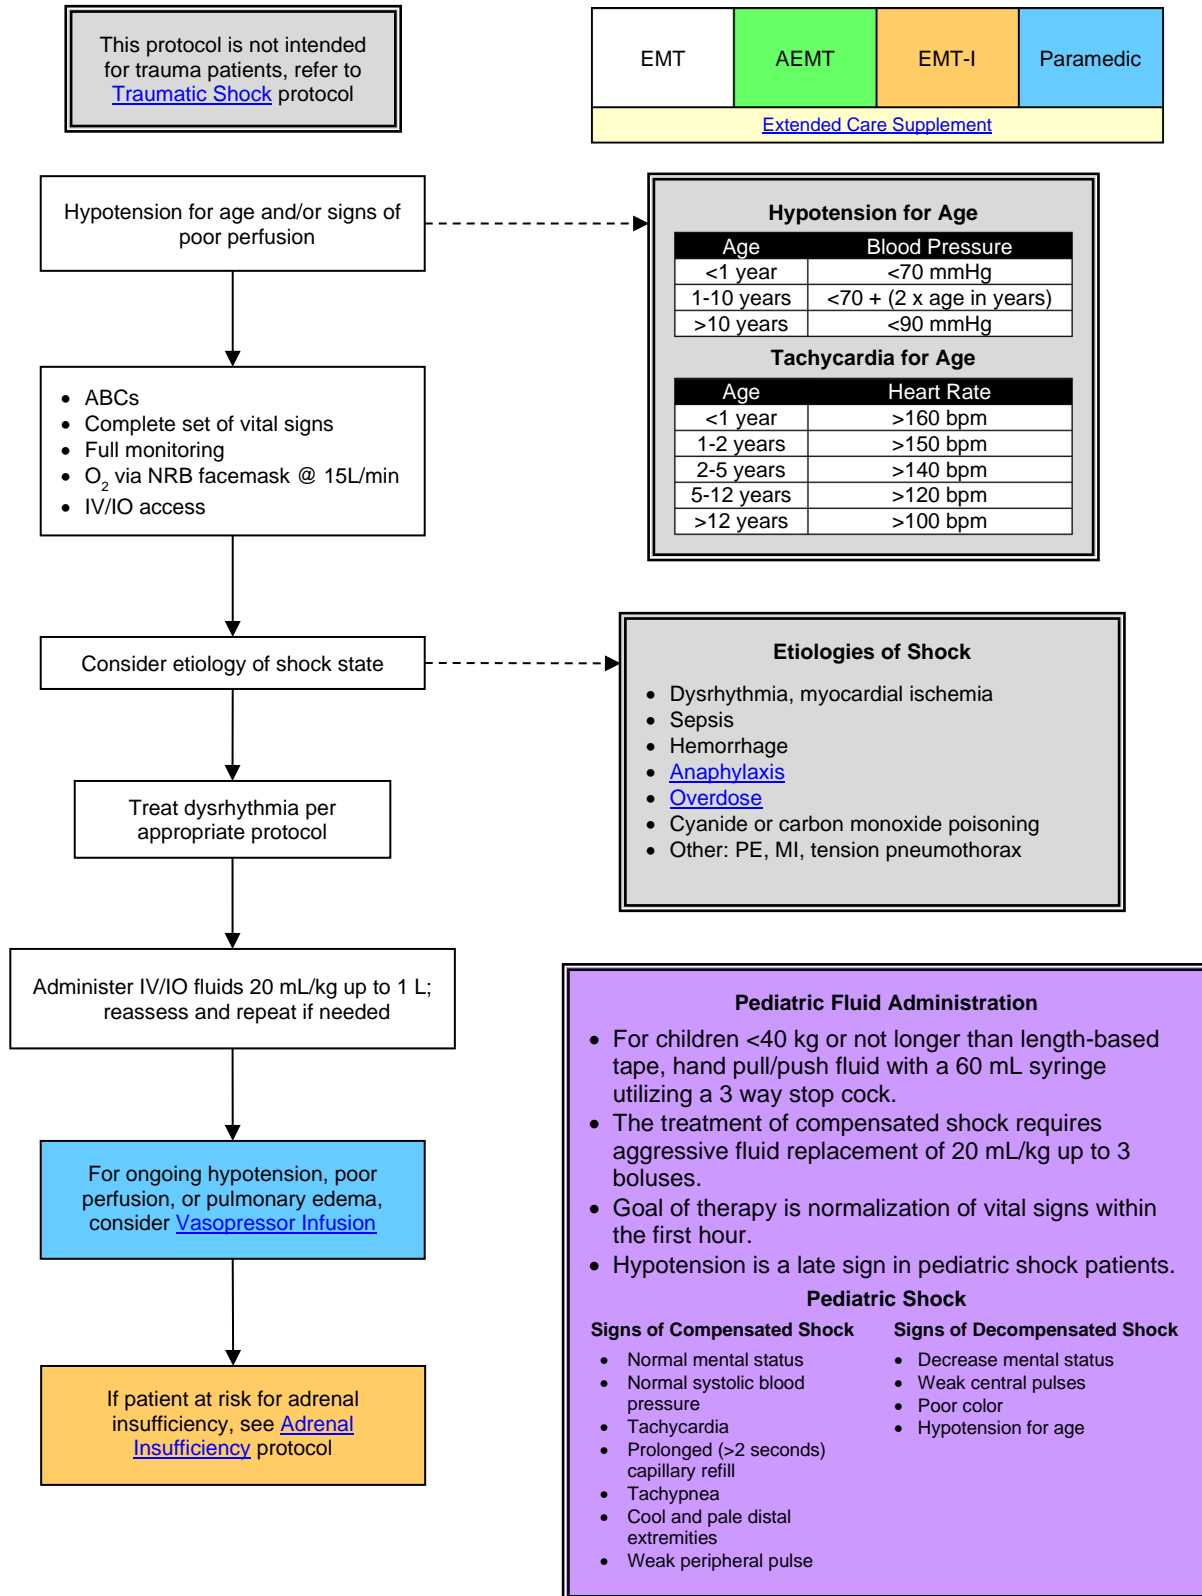 This protocol is not intended
for trauma patients, refer to
Traumatic Shock protocol
EMT
AEMT
EMT-I
Paramedic
Extended Care Supplement
Hypotension for age and/or signs of
poor perfusion
Hypotension for Age
Age Blood Pressure
<1 year <70 mmHg
1-10 years <70 + (2 x age in years)
>10 years <90 mmHg
Tachycardia for Age
Age Heart Rate
<1 year >160 bpm
1-2 years >150 bpm
2-5 years >140 bpm
5-12 years >120 bpm
>12 years >100 bpm
• ABCs
• Complete set of vital signs
• Full monitoring
• O2 via NRB facemask @ 15L/min
• IV/IO access
Consider etiology of shock state
Etiologies of Shock
• Dysrhythmia, myocardial ischemia
• Sepsis
• Hemorrhage
• Anaphylaxis
• Overdose
• Cyanide or carbon monoxide poisoning
• Other: PE, MI, tension pneumothorax
Treat dysrhythmia per
appropriate protocol
Administer IV/IO fluids 20 mL/kg up to 1 L;
reassess and repeat if needed
For ongoing hypotension, poor
perfusion, or pulmonary edema,
consider Vasopressor Infusion
If patient at risk for adrenal
insufficiency, see Adrenal
Insufficiency protocol
Pediatric Fluid Administration
• For children <40 kg or not longer than length-based
tape, hand pull/push fluid with a 60 mL syringe
utilizing a 3 way stop cock.
• The treatment of compensated shock requires
aggressive fluid replacement of 20 mL/kg up to 3
boluses.
• Goal of therapy is normalization of vital signs within
the first hour.
• Hypotension is a late sign in pediatric shock patients.
Pediatric Shock
Signs of Compensated Shock
• Normal mental status
• Normal systolic blood
pressure
• Tachycardia
• Prolonged (>2 seconds)
capillary refill
• Tachypnea
• Cool and pale distal
extremities
• Weak peripheral pulse
Signs of Decompensated Shock
• Decrease mental status
• Weak central pulses
• Poor color
• Hypotension for age